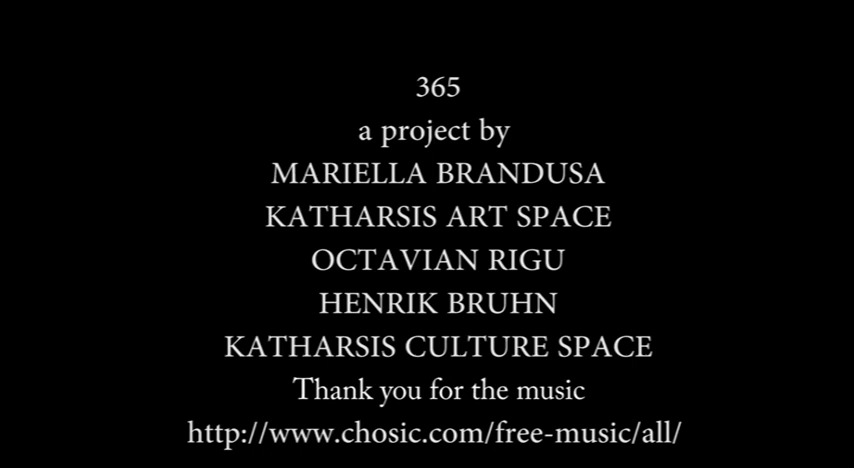 365
a project by
MARIELLA BRANDUSA
KATHARSIS ART SPACE
OCTAVIAN RIGU
HENRIK BRUHN
KATHARSIS CULTURE SPACE
Thank you for the music
http://www.chosic.com/free-music/all/